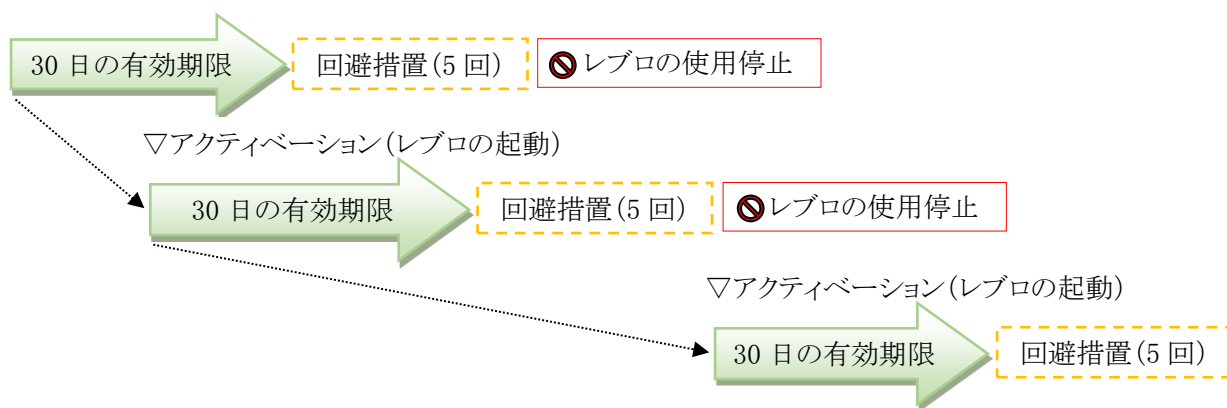 30 日の有効期限
回避措置(5 回)
レブロの使用停止
▽アクティベーション(レブロの起動)
30 日の有効期限
回避措置(5 回)
レブロの使用停止
▽アクティベーション(レブロの起動)
30 日の有効期限
回避措置(5 回)